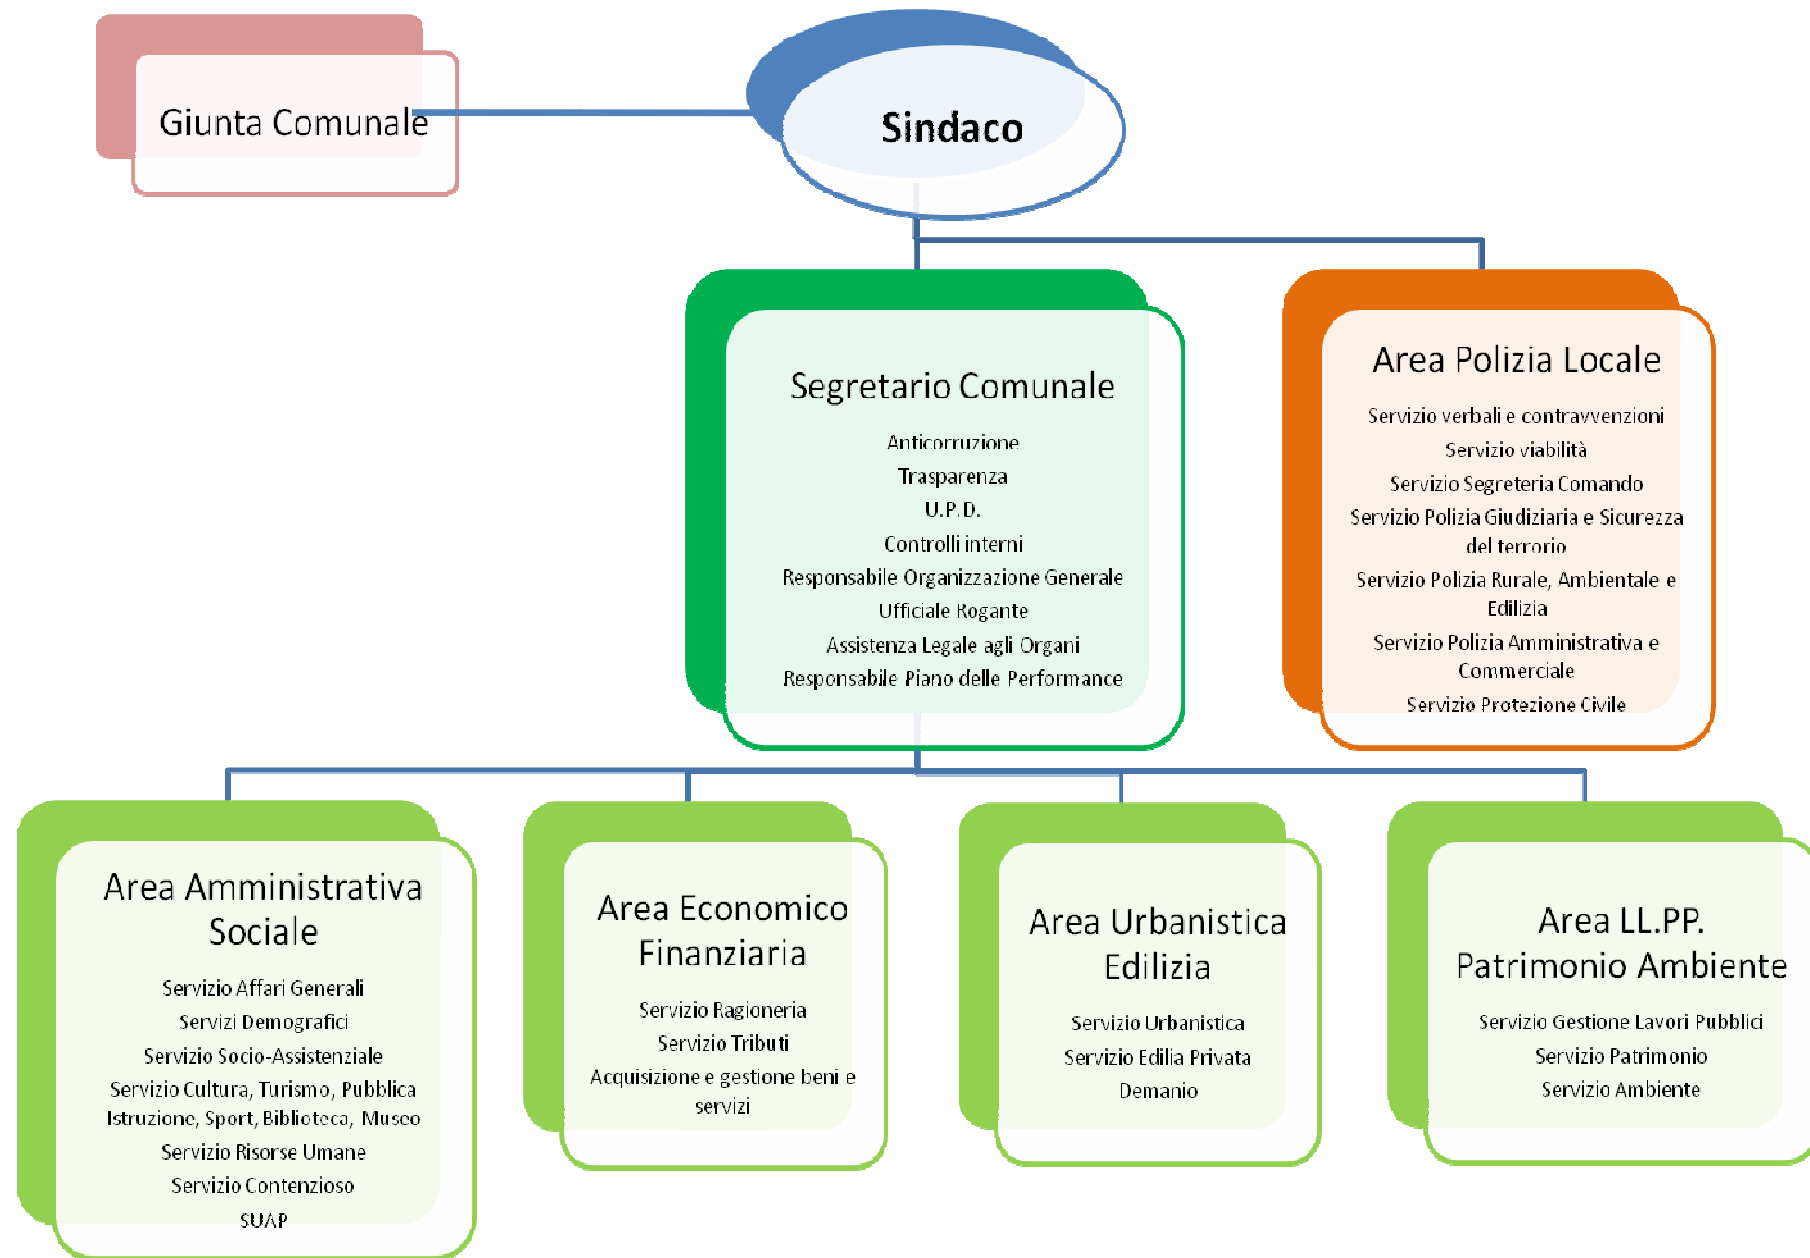 Giunta Comunale
Sindaco
Segretario Comunale
Anticorruzione
Trasparenza
U.P.D.
Controlli interni
Responsabile Organizzazione Generale
Ufficiale Rogante
Assistenza Legale agli Organi
Responsabile Piano delle Performance
Area Polizia Locale
Servizio verbali e contravvenzioni
Servizio viabilità
Servizio Segreteria Comando
Servizio Polizia Giudiziaria e Sicurezza
del terrorio
Servizio Polizia Rurale, Ambientale e
Edilizia
Servizio Polizia Amministrativa e
Commerciale
Servizio Protezione Civile
Area Amministrativa
Sociale
Servizio Affari Generali
Servizi Demografici
Servizio Socio-Assistenziale
Servizio Cultura, Turismo, Pubblica
Istruzione, Sport, Biblioteca, Museo
Servizio Risorse Umane
Servizio Contenzioso
SUAP
Area Economico
Finanziaria
Servizio Ragioneria
Servizio Tributi
Acquisizione e gestione beni e
servizi
Area Urbanistica
Edilizia
Servizio Urbanistica
Servizio Edilia Privata
Demanio
Area LL.PP.
Patrimonio Ambiente
Servizio Gestione Lavori Pubblici
Servizio Patrimonio
Servizio Ambiente